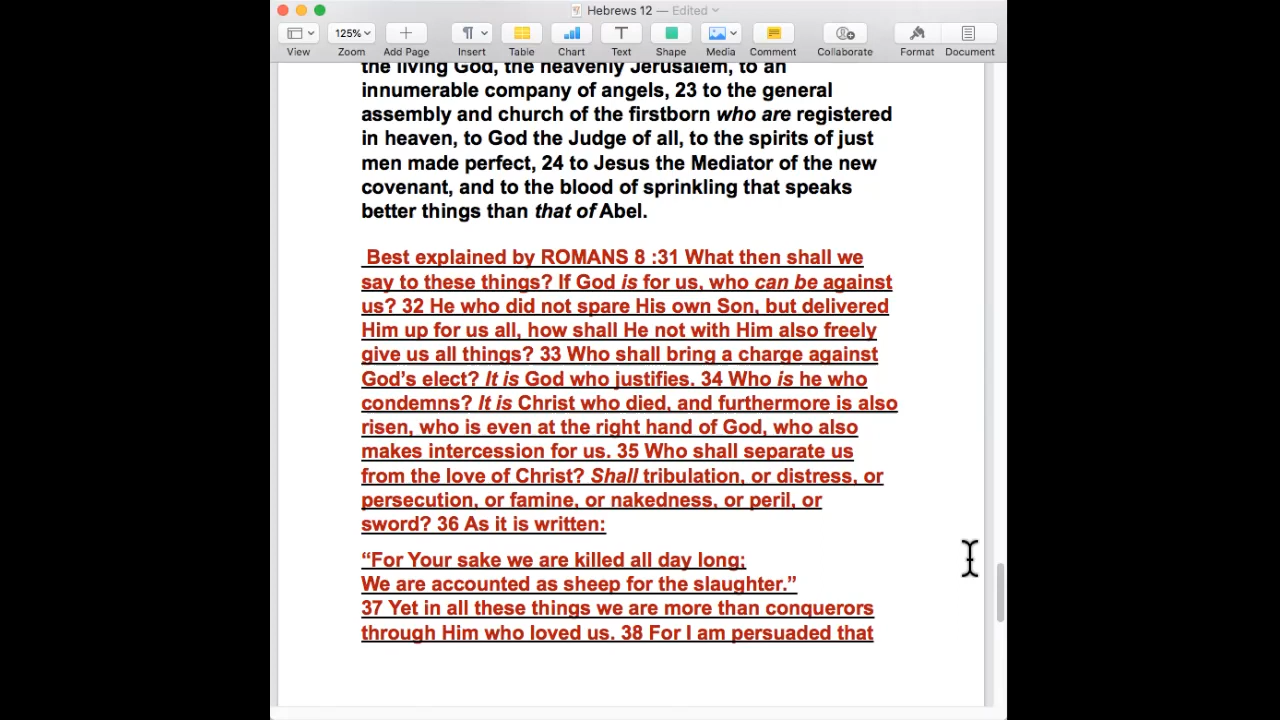 Hebrews 12 — Edited
125%
View
Zoom
Add Page
Insert
Table
Chart
Text
Shape
Media
Comment
Collaborate
Format
Document
the living God, the heavenly Jerusalem, to an
innumerable company of angels, 23 to the general
assembly and church of the firstborn who are registered
in heaven, to God the Judge of all, to the spirits of just
men made perfect, 24 to Jesus the Mediator of the new
covenant, and to the blood of sprinkling that speaks
better things than that of Abel.
Best explained by ROMANS 8 :31 What then shall we
say to these things? If God is for us, who can be against
us? 32 He who did not spare His own Son, but delivered
Him up for us all, how shall He not with Him also freely
give us all things? 33 Who shall bring a charge against
God’s elect? It is God who justifies. 34 Who is he who
condemns? It is Christ who died, and furthermore is also
risen, who is even at the right hand of God, who also
makes intercession for us. 35 Who shall separate us
from the love of Christ? Shall tribulation, or distress, or
persecution, or famine, or nakedness, or peril, or
sword? 36 As it is written:
“For Your sake we are killed all day long;
We are accounted as sheep for the slaughter.”
37 Yet in all these things we are more than conquerors
through Him who loved us. 38 For I am persuaded that